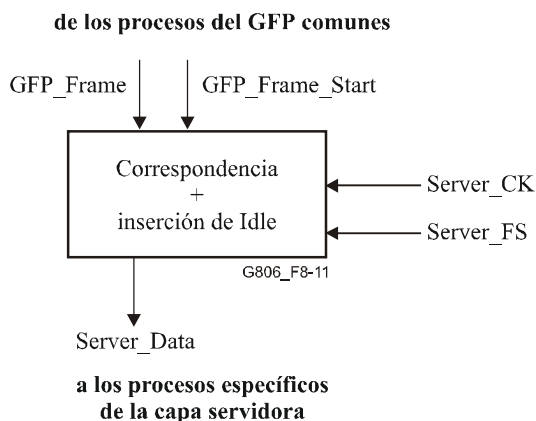 de los procesos del GFP comunes
GFP_Frame
GFP_Frame_Start
Correspondencia
+
inserción de Idle
Server_CK
Server_FS
G806_F8-11
Server_Data
a los procesos específicos
de la capa servidora